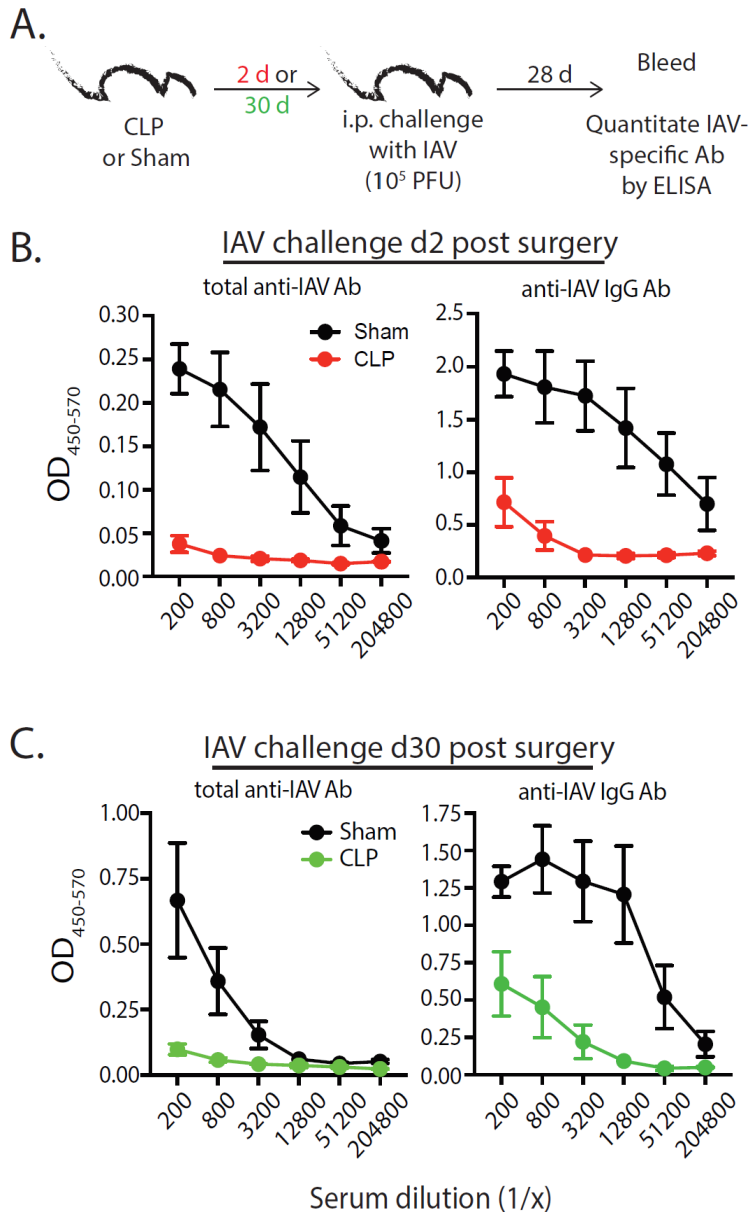 A.
2 d or
30 d
28 d
CLP
or Sham
i.p. challenge
with IAV
(10⁵ PFU)
Bleed
Quantitate IAV-
specific Ab
by ELISA
B.
IAV challenge d2 post surgery
total anti-IAV Ab
OD450-570
0.30
0.25
0.20
0.15
0.10
0.05
0.00
Sham
CLP
200
800
3200
12800
51200
204800
anti-IAV IgG Ab
2.5
2.0
1.5
1.0
0.5
0.0
200
800
3200
12800
51200
204800
C.
IAV challenge d30 post surgery
total anti-IAV Ab
OD450-570
1.00
0.75
0.50
0.25
0.00
Sham
CLP
200
800
3200
12800
51200
204800
anti-IAV IgG Ab
1.75
1.50
1.25
1.00
0.75
0.50
0.25
0.00
200
800
3200
12800
51200
204800
Serum dilution (1/x)